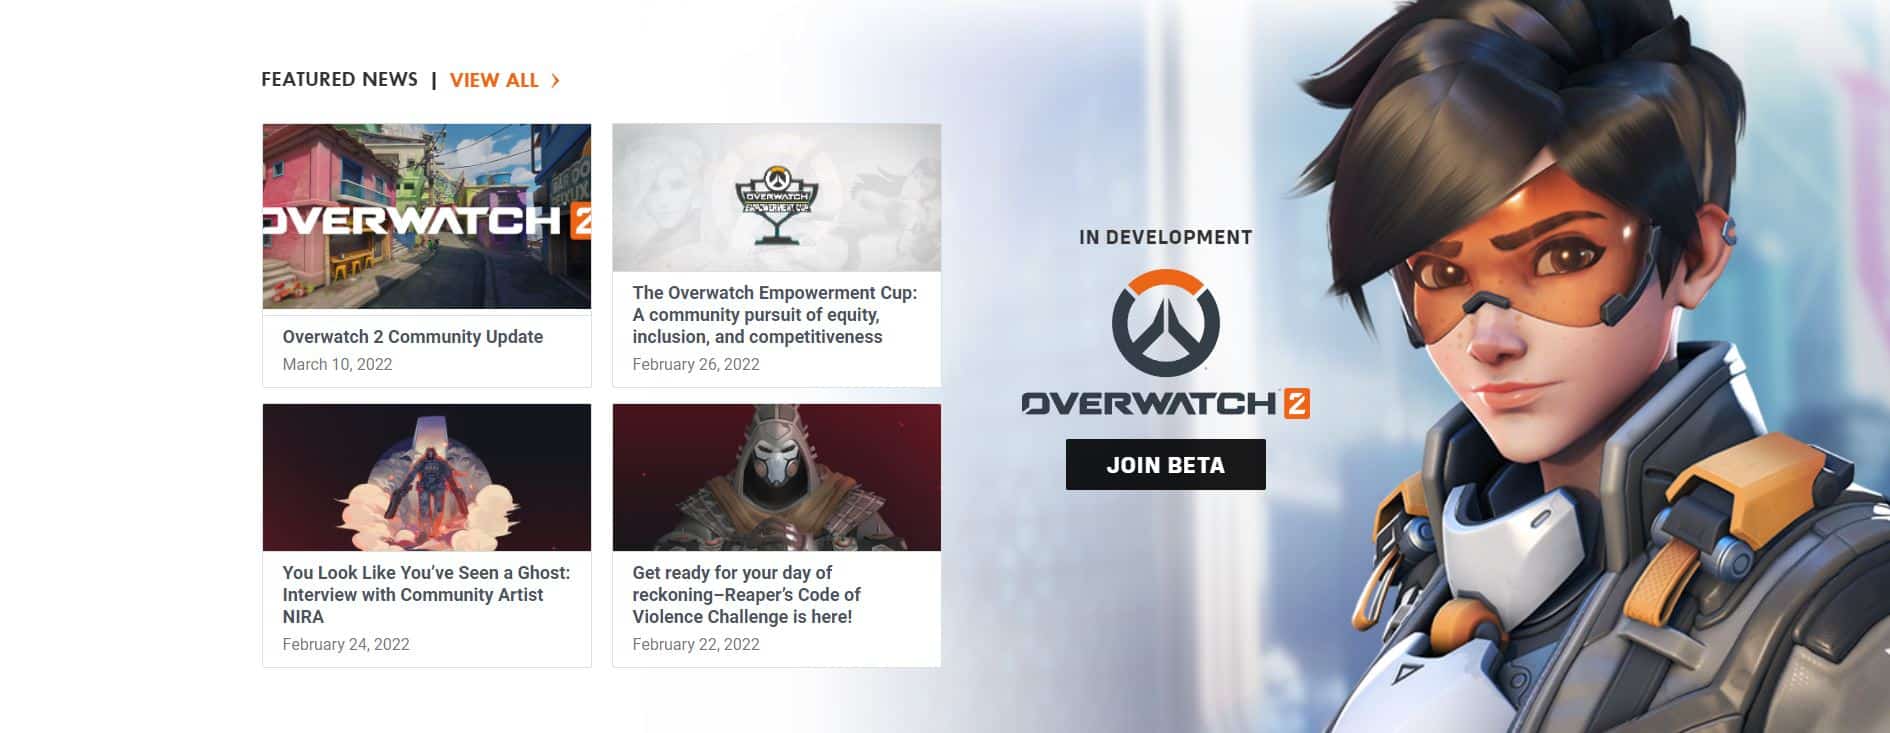 FEATURED NEWS | VIEW ALL >
OVERWATCH 2
BAR DO
OVERWATCH
EMPOWERMENT CUP
Overwatch 2 Community Update
March 10, 2022
The Overwatch Empowerment Cup:
A community pursuit of equity,
inclusion, and competitiveness
February 26, 2022
You Look Like You’ve Seen a Ghost:
Interview with Community Artist
NIRA
February 24, 2022
Get ready for your day of
reckoning–Reaper’s Code of
Violence Challenge is here!
February 22, 2022
IN DEVELOPMENT
OVERWATCH 2
JOIN BETA